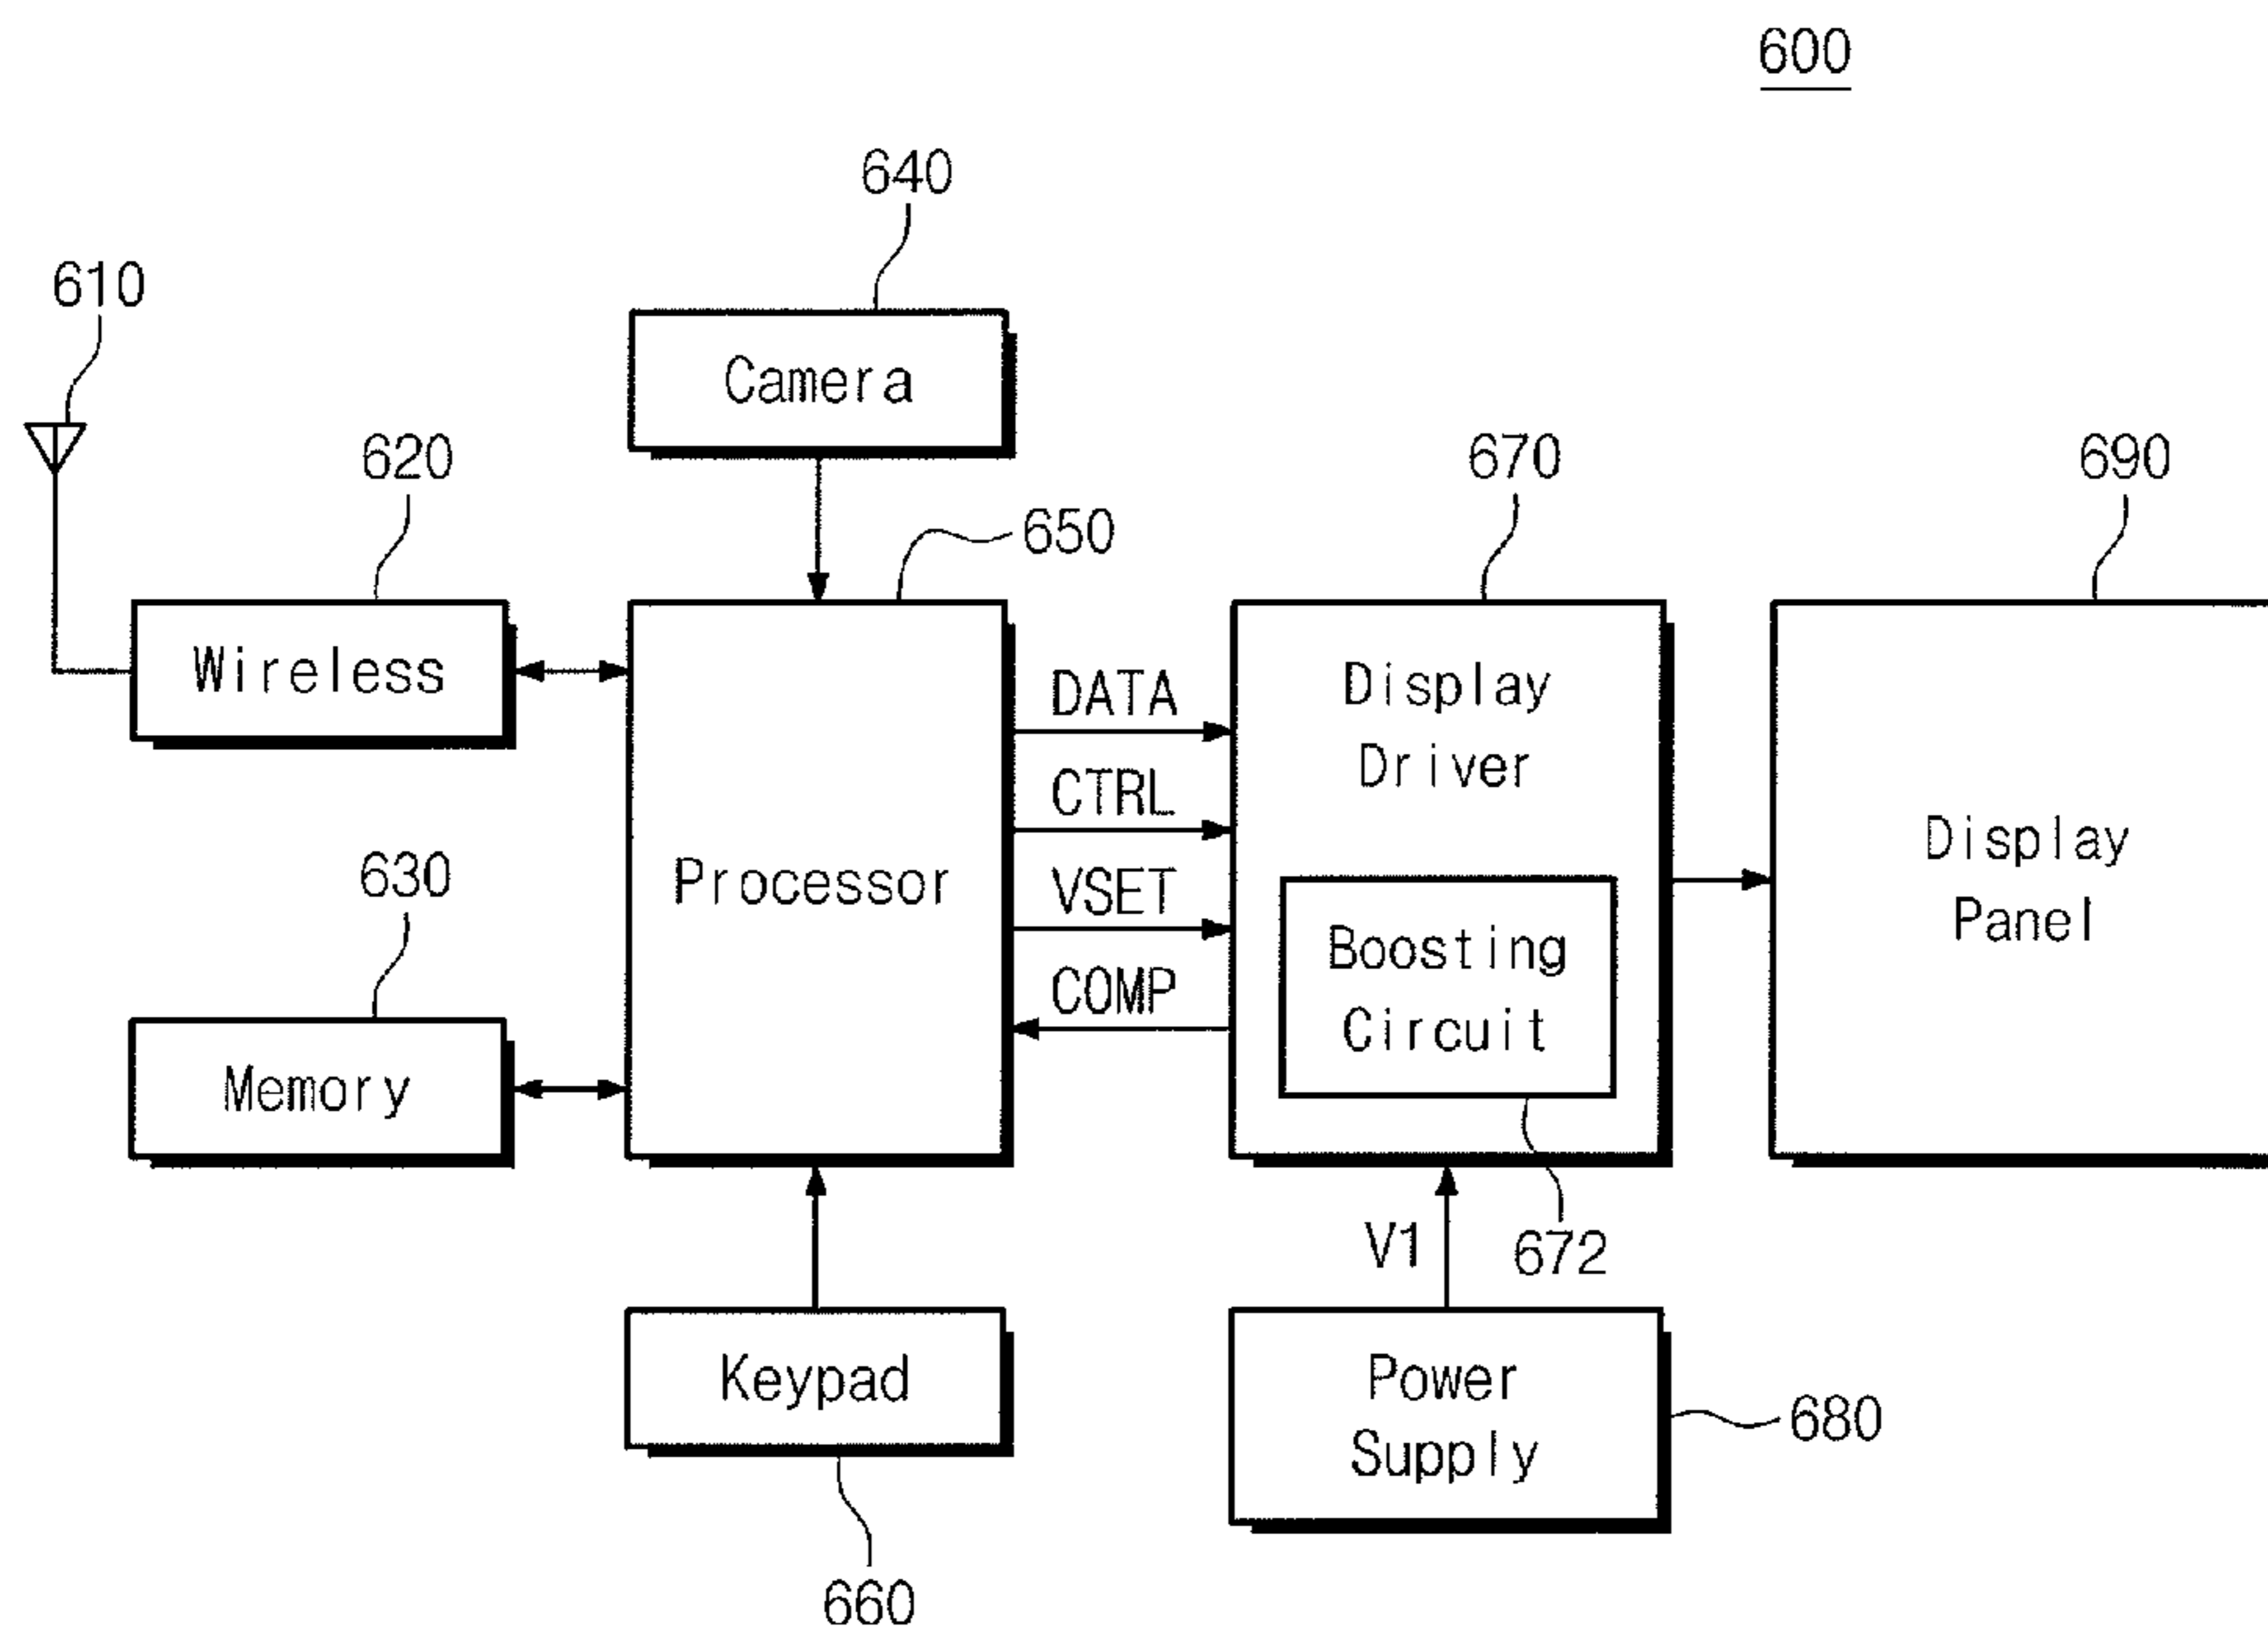 600
640
610
Camera
620
670
690
650
Wireless
DATA
Display
Driver
CTRL
Display
Panel
630
Processor
VSET
Boosting
Circuit
COMP
Memory
V1
672
Keypad
Power
Supply
680
660